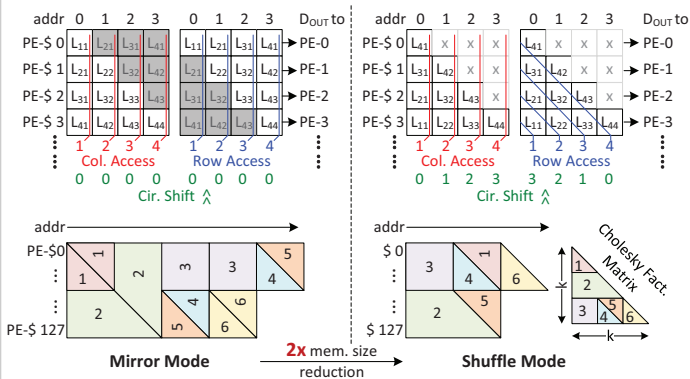 addr 0 1 2 3 0 1 2 3 D_OUT to
PE-$ 0 L11 L21 L31 L41 L11 L21 L31 L41 PE-0
PE-$ 1 L21 L22 L32 L42 L21 L22 L32 L42 PE-1
PE-$ 2 L31 L32 L33 L43 L31 L32 L33 L43 PE-2
PE-$ 3 L41 L42 L43 L44 L41 L42 L43 L44 PE-3
1 2 3 4 1 2 3 4
Col. Access Row Access
0 0 0 0 0 0 0 0
Cir. Shift
addr 0 1 2 3 0 1 2 3 D_OUT to
PE-$ 0 L41 x x x L41 x x x PE-0
PE-$ 1 L31 L42 x x L31 L42 x x PE-1
PE-$ 2 L21 L32 L43 x L21 L32 L43 x PE-2
PE-$ 3 L11 L22 L33 L44 L11 L22 L33 L44 PE-3
1 2 3 4 1 2 3 4
Col. Access Row Access
0 1 2 3 3 2 1 0
Cir. Shift
addr
PE-$0
PE-$ 127
1 1 2 2 3 3 5 4
4 5 6 6
Mirror Mode
2x mem. size
reduction
addr
$ 0
$ 127
3 1 4 6
2 5
Shuffle Mode
Cholesky Fact.
Matrix
k
1
2
3 4 5 6
k